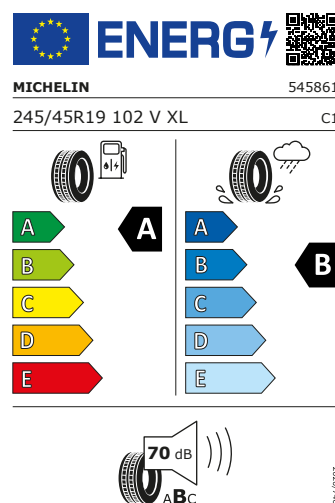 ENERG
MICHELIN 545861
245/45R19 102 V XL C1
A A A
B B B
C C
D D
E E
70 dB
ABC